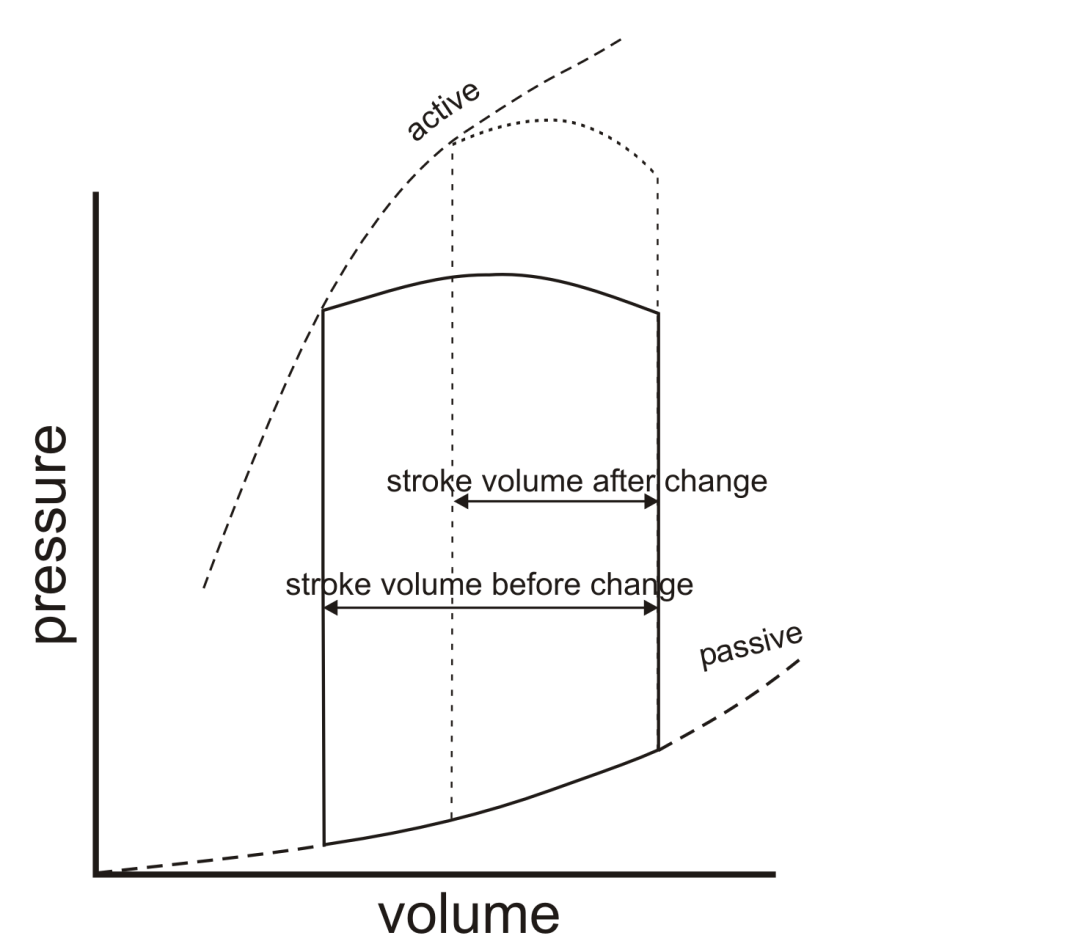 active
stroke volume after change
stroke volume before change
passive
pressure
volume